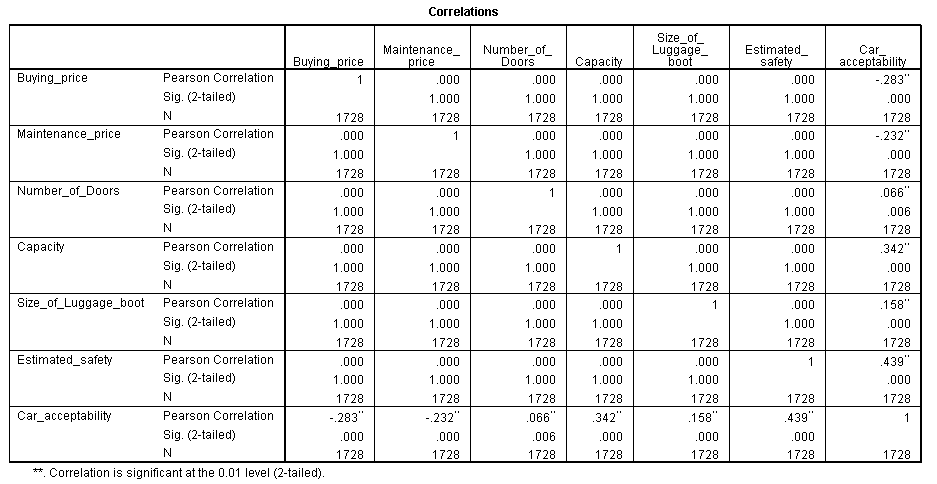 Correlations
Buying_price Maintenance_price Number_of_Doors Capacity Size_of_Luggage_boot Estimated_safety Car_acceptability
Buying_price Pearson Correlation 1 .000 .000 .000 .000 .000 -.283**
Sig. (2-tailed) 1.000 1.000 1.000 1.000 1.000 .000
N 1728 1728 1728 1728 1728 1728 1728
Maintenance_price Pearson Correlation .000 1 .000 .000 .000 .000 -.232**
Sig. (2-tailed) 1.000 1.000 1.000 1.000 1.000 .000
N 1728 1728 1728 1728 1728 1728 1728
Number_of_Doors Pearson Correlation .000 .000 1 .000 .000 .000 .066**
Sig. (2-tailed) 1.000 1.000 1.000 1.000 1.000 .006
N 1728 1728 1728 1728 1728 1728 1728
Capacity Pearson Correlation .000 .000 .000 1 .000 .000 .342**
Sig. (2-tailed) 1.000 1.000 1.000 1.000 1.000 .000
N 1728 1728 1728 1728 1728 1728 1728
Size_of_Luggage_boot Pearson Correlation .000 .000 .000 .000 1 .000 .158**
Sig. (2-tailed) 1.000 1.000 1.000 1.000 1.000 .000
N 1728 1728 1728 1728 1728 1728 1728
Estimated_safety Pearson Correlation .000 .000 .000 .000 .000 1 .439**
Sig. (2-tailed) 1.000 1.000 1.000 1.000 1.000 .000
N 1728 1728 1728 1728 1728 1728 1728
Car_acceptability Pearson Correlation -.283** -.232** .066** .342** .158** .439** 1
Sig. (2-tailed) .000 .000 .006 .000 .000 .000
N 1728 1728 1728 1728 1728 1728 1728
**. Correlation is significant at the 0.01 level (2-tailed).